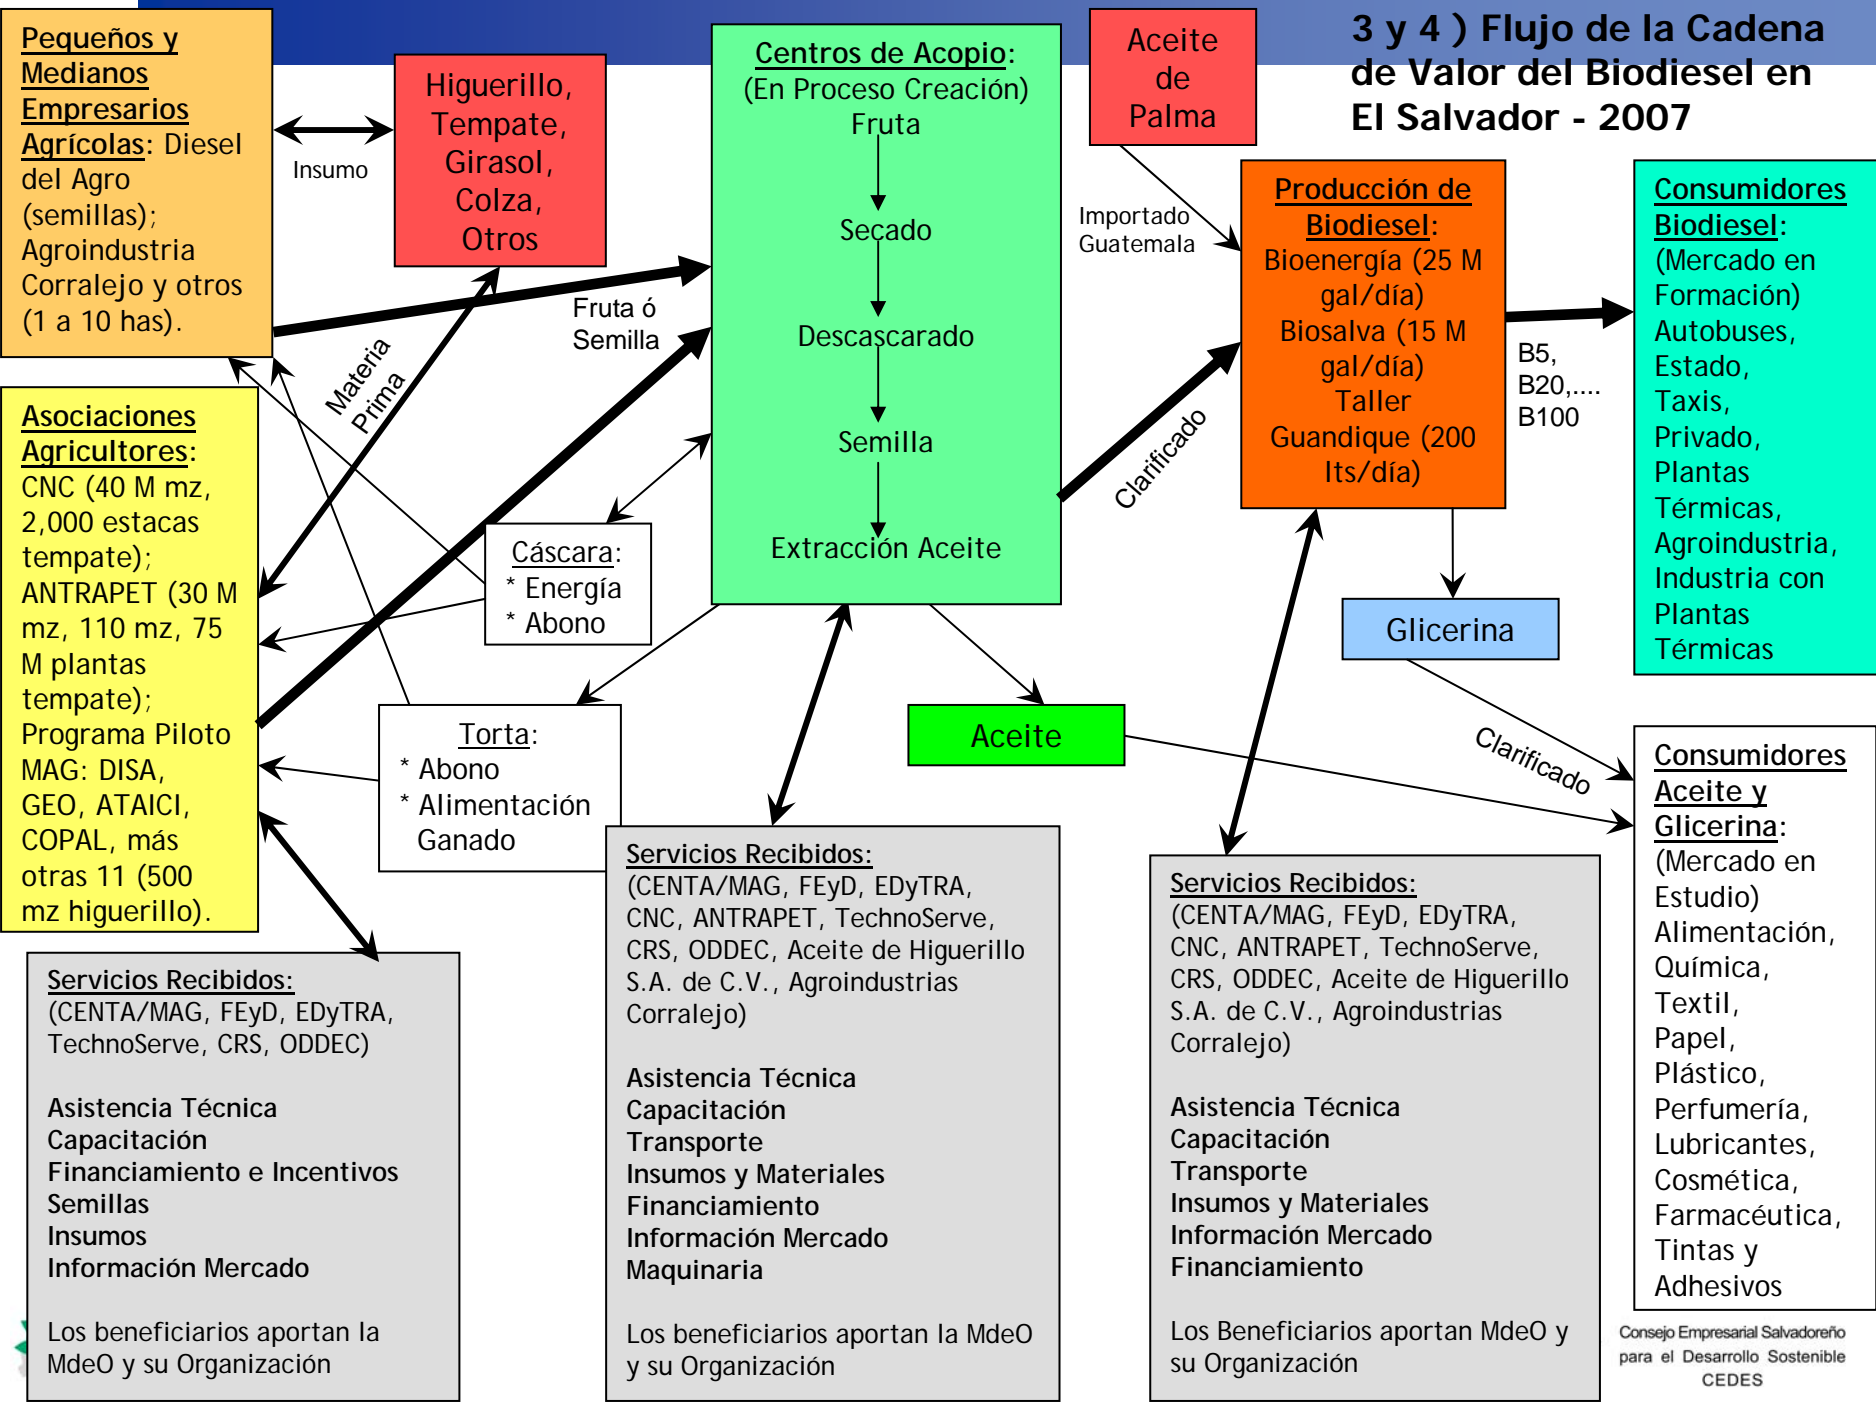 3 y 4 ) Flujo de la Cadena
de Valor del Biodiesel en
El Salvador - 2007
Pequeños y
Medianos
Empresarios
Agrícolas: Diesel
del Agro
(semillas);
Agroindustria
Corralejo y otros
(1 a 10 has).
Insumo
Higuerillo,
Tempate,
Girasol,
Colza,
Otros
Centros de Acopio:
(En Proceso Creación)
Fruta
Secado
Descascarado
Semilla
Extracción Aceite
Aceite
de
Palma
Importado
Guatemala
Producción de
Biodiesel:
Bioenergía (25 M
gal/día)
Biosalva (15 M
gal/día)
Taller
Guandique (200
lts/día)
B5,
B20,....
B100
Consumidores
Biodiesel:
(Mercado en
Formación)
Autobuses,
Estado,
Taxis,
Privado,
Plantas
Térmicas,
Agroindustria,
Industria con
Plantas
Térmicas
Fruta ó
Semilla
Materia
Prima
Clarificado
Asociaciones
Agricultores:
CNC (40 M mz,
2,000 estacas
tempate);
ANTRAPET (30 M
mz, 110 mz, 75
M plantas
tempate);
Programa Piloto
MAG: DISA,
GEO, ATAICI,
COPAL, más
otras 11 (500
mz higuerillo).
Cáscara:
* Energía
* Abono
Torta:
* Abono
* Alimentación
Ganado
Aceite
Glicerina
Clarificado
Consumidores
Aceite y
Glicerina:
(Mercado en
Estudio)
Alimentación,
Química,
Textil,
Papel,
Plástico,
Perfumería,
Lubricantes,
Cosmética,
Farmacéutica,
Tintas y
Adhesivos
Servicios Recibidos:
(CENTA/MAG, FEyD, EDyTRA,
TechnoServe, CRS, ODDEC)
Asistencia Técnica
Capacitación
Financiamiento e Incentivos
Semillas
Insumos
Información Mercado
Los beneficiarios aportan la
MdeO y su Organización
Servicios Recibidos:
(CENTA/MAG, FEyD, EDyTRA,
CNC, ANTRAPET, TechnoServe,
CRS, ODDEC, Aceite de Higuerillo
S.A. de C.V., Agroindustrias
Corralejo)
Asistencia Técnica
Capacitación
Transporte
Insumos y Materiales
Financiamiento
Información Mercado
Maquinaria
Los beneficiarios aportan la MdeO
y su Organización
Servicios Recibidos:
(CENTA/MAG, FEyD, EDyTRA,
CNC, ANTRAPET, TechnoServe,
CRS, ODDEC, Aceite de Higuerillo
S.A. de C.V., Agroindustrias
Corralejo)
Asistencia Técnica
Capacitación
Transporte
Insumos y Materiales
Información Mercado
Financiamiento
Los Beneficiarios aportan MdeO y
su Organización
Consejo Empresarial Salvadoreño
para el Desarrollo Sostenible
CEDES